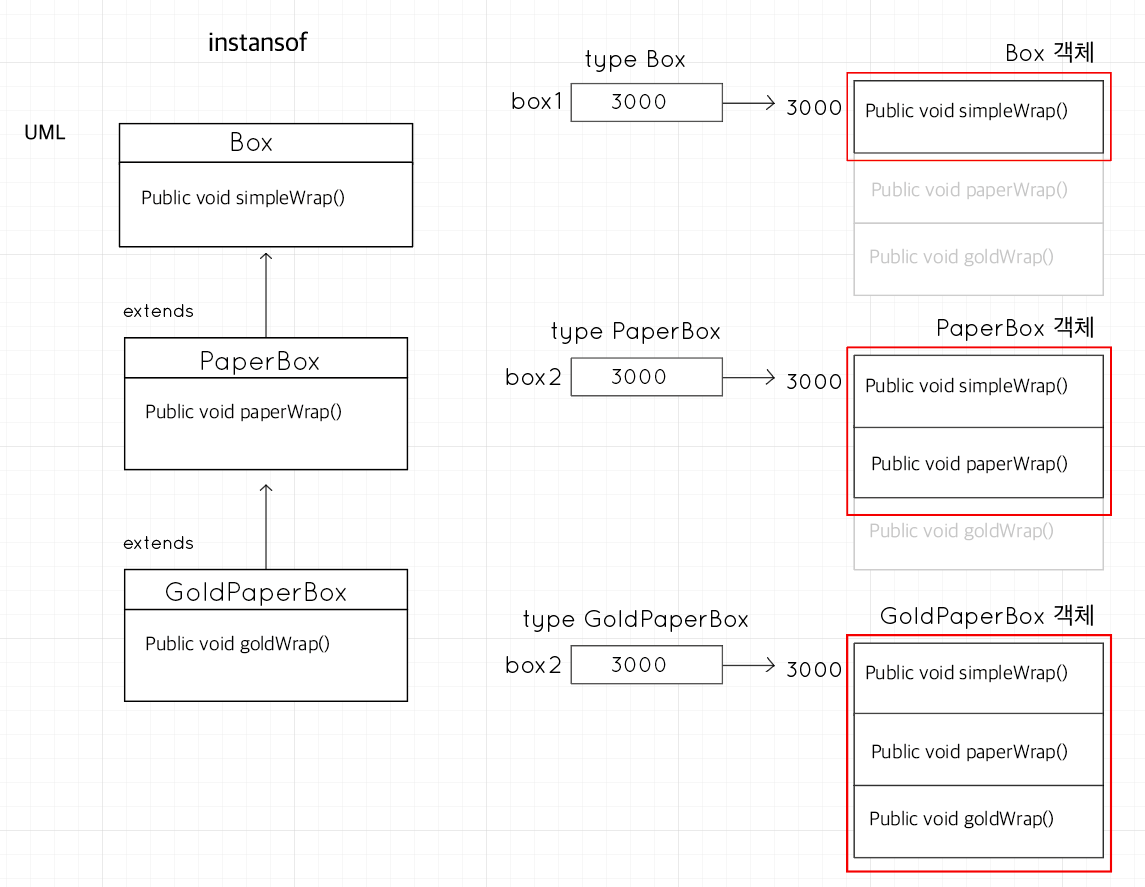 instansof
UML
Box
Public void simpleWrap()
extends
PaperBox
Public void paperWrap()
extends
GoldPaperBox
Public void goldWrap()
type Box
box1
3000
3000
Box 객체
Public void simpleWrap()
Public void paperWrap()
Public void goldWrap()
type PaperBox
box2
3000
3000
PaperBox 객체
Public void simpleWrap()
Public void paperWrap()
Public void goldWrap()
type GoldPaperBox
box2
3000
3000
GoldPaperBox 객체
Public void simpleWrap()
Public void paperWrap()
Public void goldWrap()